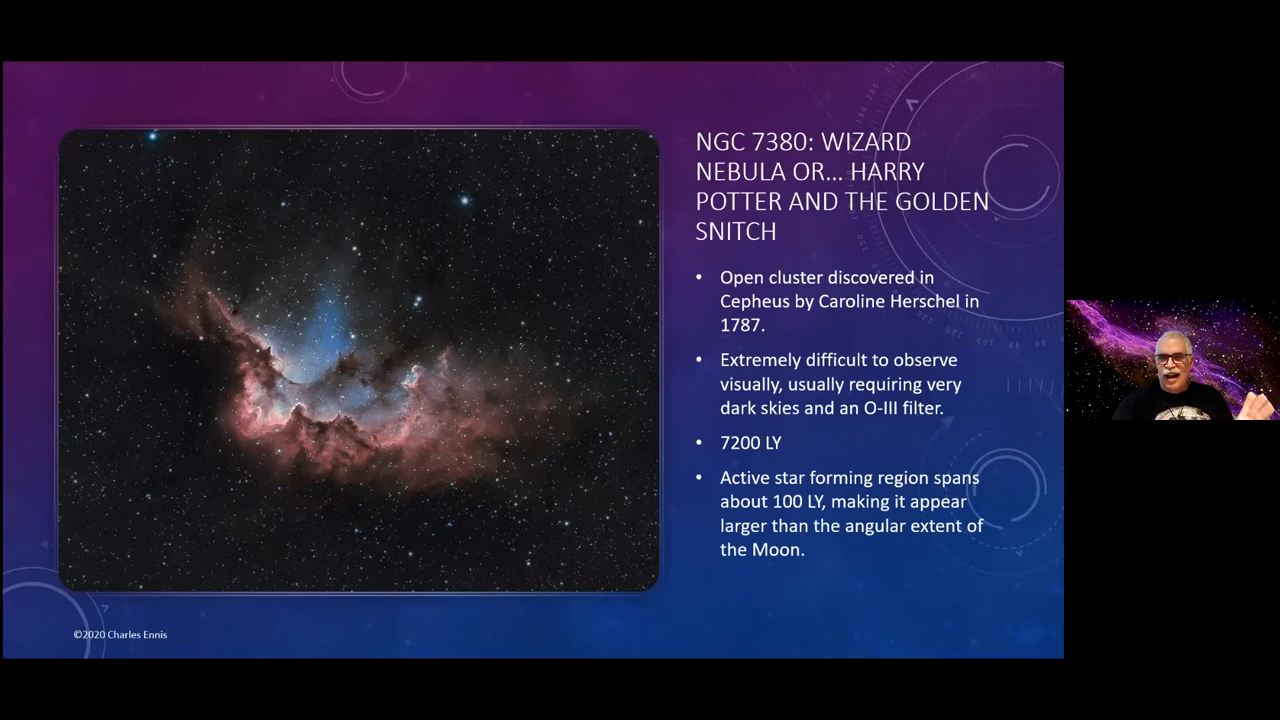 NGC 7380: WIZARD
NEBULA OR... HARRY
POTTER AND THE GOLDEN
SNITCH
• Open cluster discovered in
Cepheus by Caroline Herschel in
1787.
• Extremely difficult to observe
visually, usually requiring very
dark skies and an O-III filter.
• 7200 LY
• Active star forming region spans
about 100 LY, making it appear
larger than the angular extent of
the Moon.
©2020 Charles Ennis